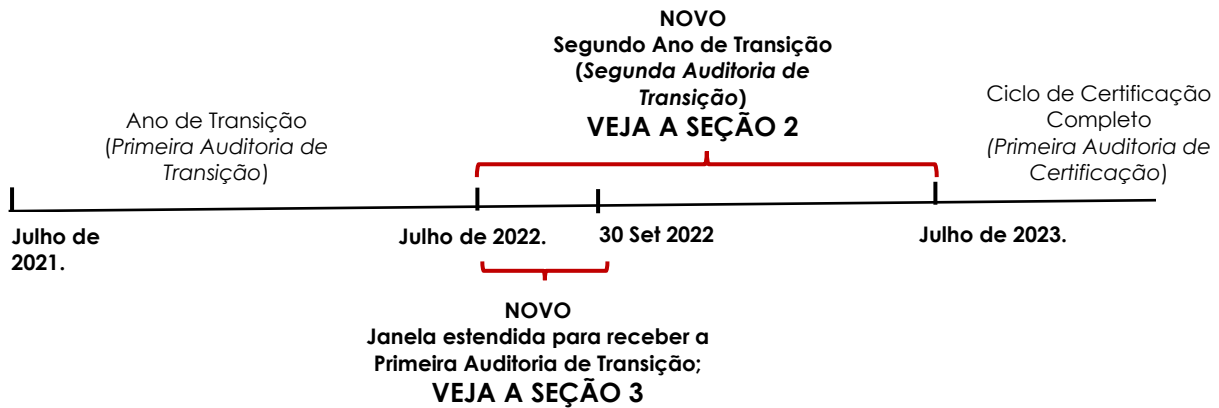 NOVO
Segundo Ano de Transição
(Segunda Auditoria de
Transição)
VEJA A SEÇÃO 2
Ano de Transição
(Primeira Auditoria de
Transição)
Ciclo de Certificação
Completo
(Primeira Auditoria de
Certificação)
Julho de
2021.
Julho de 2022.
30 Set 2022
Julho de 2023.
NOVO
Janela estendida para receber a
Primeira Auditoria de Transição;
VEJA A SEÇÃO 3